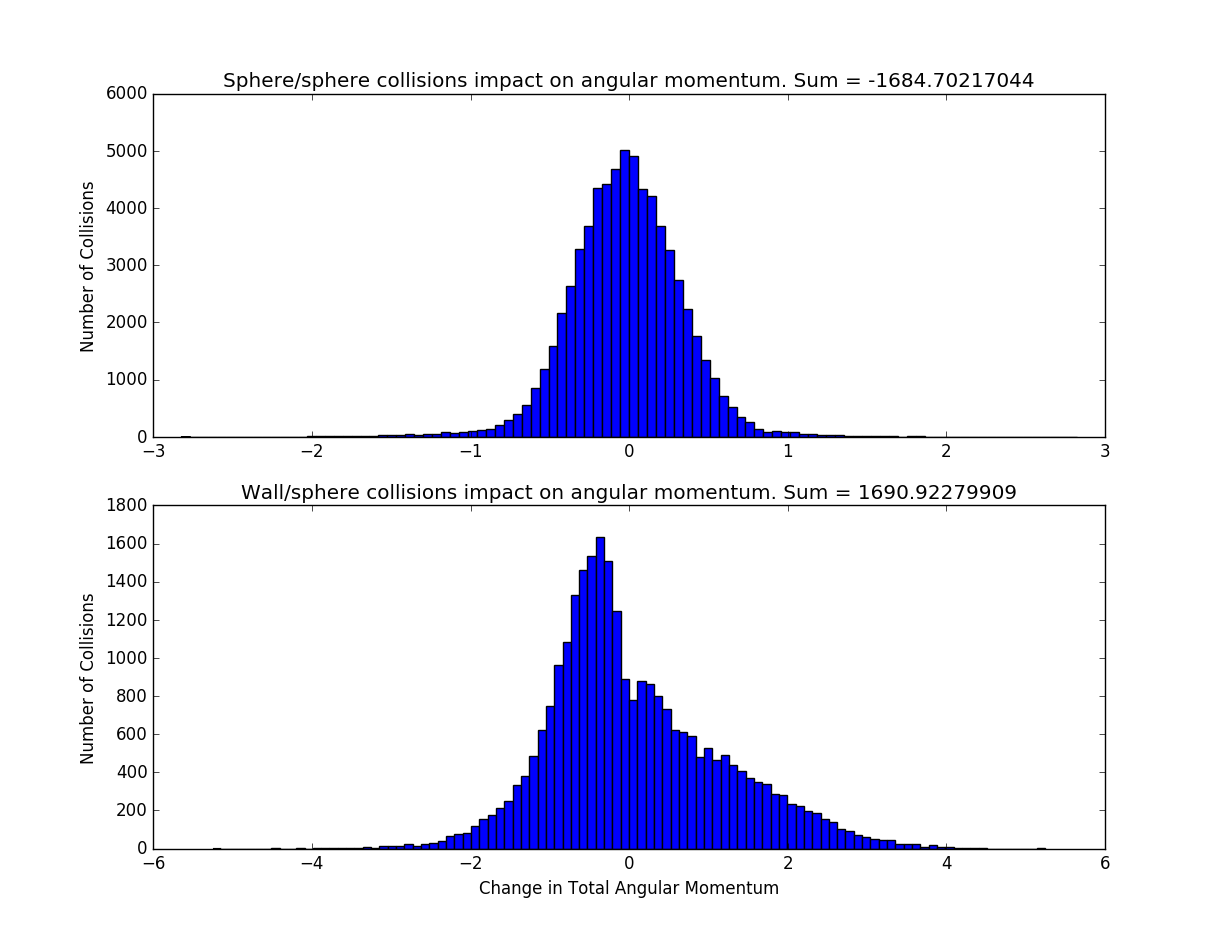 Sphere/sphere collisions impact on angular momentum. Sum = -1684.70217044
6000
5000
4000
3000
2000
1000
0
Number of Collisions
−3 −2 −1 0 1 2 3
Wall/sphere collisions impact on angular momentum. Sum = 1690.92279909
1800
1600
1400
1200
1000
800
600
400
200
0
Number of Collisions
−6 −4 −2 0 2 4 6
Change in Total Angular Momentum